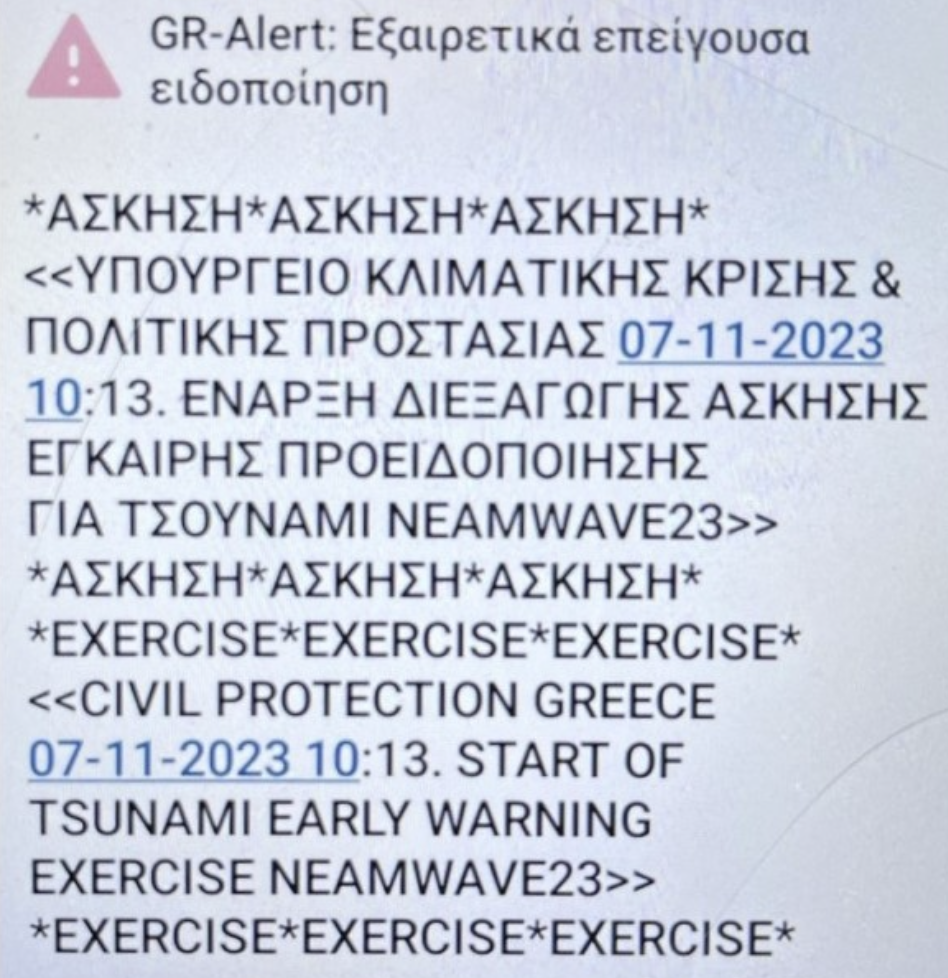 GR-Alert: Εξαιρετικά επείγουσα
ειδοποίηση
*ΑΣΚΗΣΗ*ΑΣΚΗΣΗ*ΑΣΚΗΣΗ*
<<ΥΠΟΥΡΓΕΙΟ ΚΛΙΜΑΤΙΚΗΣ ΚΡΙΣΗΣ &
ΠΟΛΙΤΙΚΗΣ ΠΡΟΣΤΑΣΙΑΣ 07-11-2023
10:13. ΕΝΑΡΞΗ ΔΙΕΞΑΓΩΓΗΣ ΑΣΚΗΣΗΣ
ΕΓΚΑΙΡΗΣ ΠΡΟΕΙΔΟΠΟΙΗΣΗΣ
ΓΙΑ ΤΣΟΥΝΑΜΙ NEAMWAVE23>>
*ΑΣΚΗΣΗ*ΑΣΚΗΣΗ*ΑΣΚΗΣΗ*
*EXERCISE*EXERCISE*EXERCISE*
<<CIVIL PROTECTION GREECE
07-11-2023 10:13. START OF
TSUNAMI EARLY WARNING
EXERCISE NEAMWAVE23>>
*EXERCISE*EXERCISE*EXERCISE*